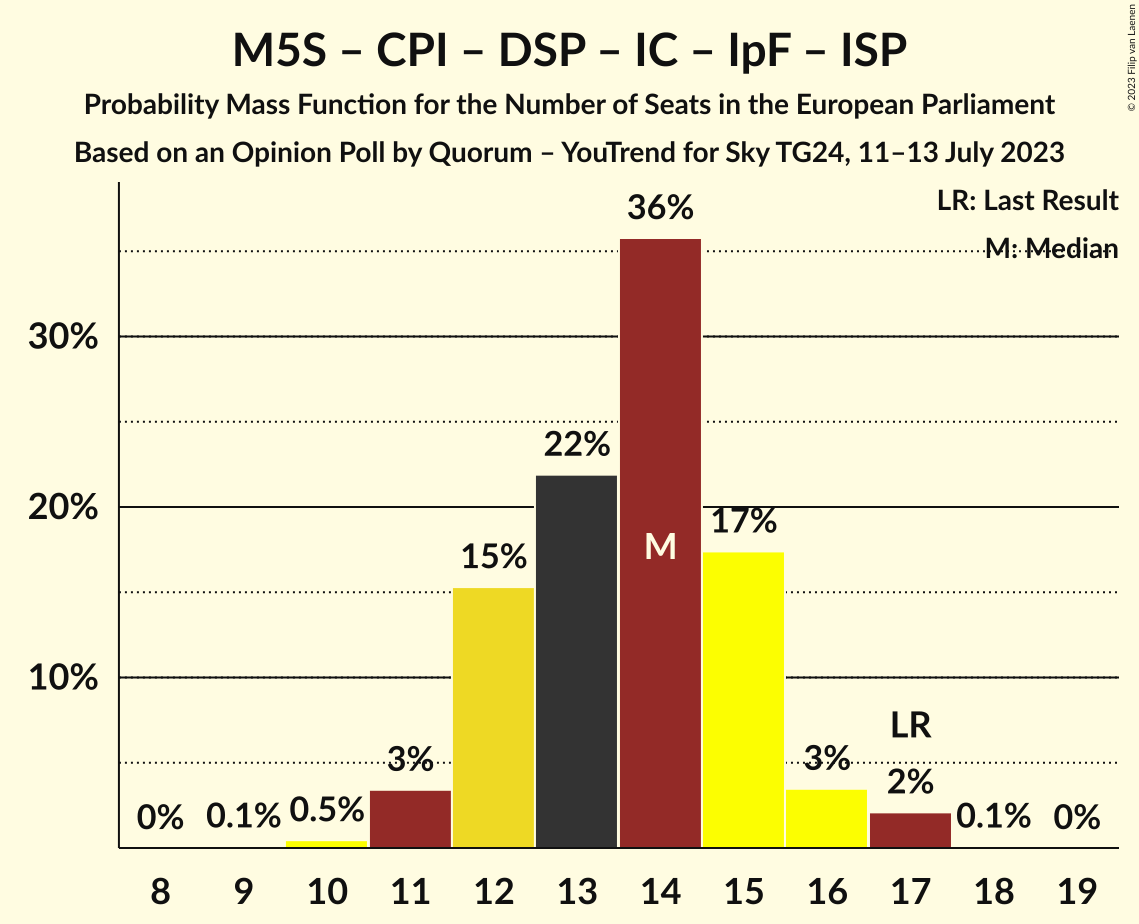 M5S – CPI – DSP – IC – IpF – ISP
Probability Mass Function for the Number of Seats in the European Parliament
Based on an Opinion Poll by Quorum – YouTrend for Sky TG24, 11–13 July 2023
© 2023 Filip van Laenen
LR: Last Result
M: Median
30%
20%
10%
0%
0.1%
0.5%
3%
15%
22%
36%
M
17%
3%
LR
2%
0.1%
0%
8 9 10 11 12 13 14 15 16 17 18 19